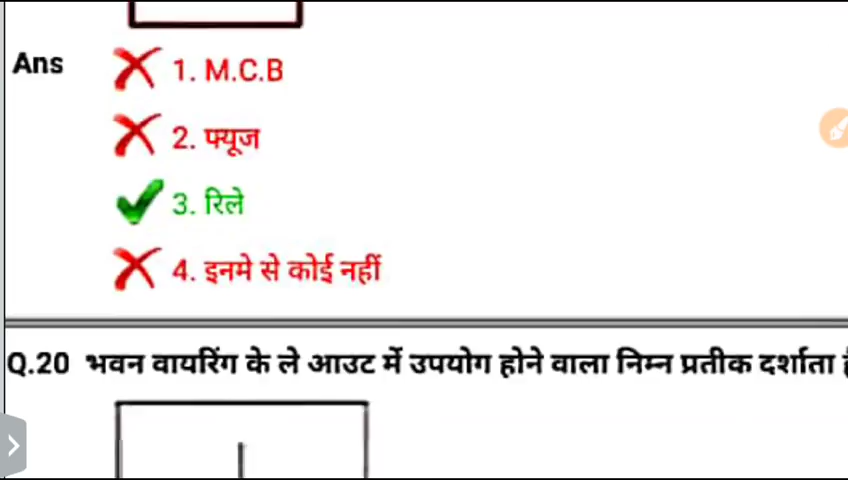 Ans
1. M.C.B
2. फ्यूज
3. रिले
4. इनमे से कोई नहीं
Q.20 भवन वायरिंग के ले आउट में उपयोग होने वाला निम्न प्रतीक दर्शाता